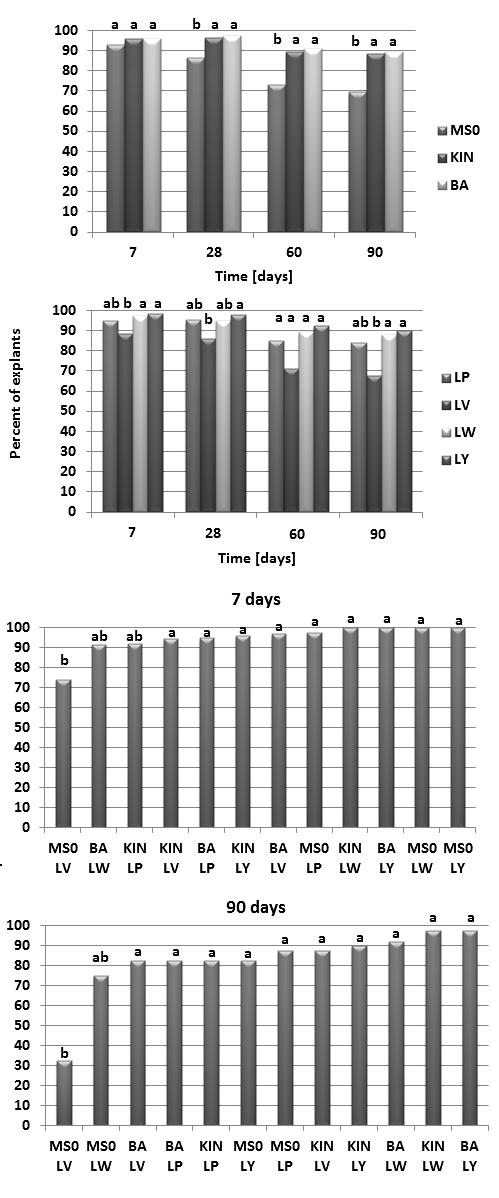 a a a b a a b a a b a a
100
90
80
70
60
50
40
30
20
10
0
MS0
KIN
BA
7 28 60 90
Time [days]
Percent of explants
ab b a a ab b ab a a a a a ab b a a
100
90
80
70
60
50
40
30
20
10
0
LP
LV
LW
LY
7 28 60 90
Time [days]
7 days
b ab ab a a a a a a a a a
100
90
80
70
60
50
40
30
20
10
0
MS0 BA KIN KIN BA KIN BA MS0 KIN BA MS0 MS0
LV LW LP LV LP LY LV LP LW LY LW LY
90 days
b ab a a a a a a a a a a
100
90
80
70
60
50
40
30
20
10
0
MS0 MS0 BA BA KIN MS0 MS0 KIN KIN BA KIN BA
LV LW LV LP LP LY LP LV LY LW LW LY